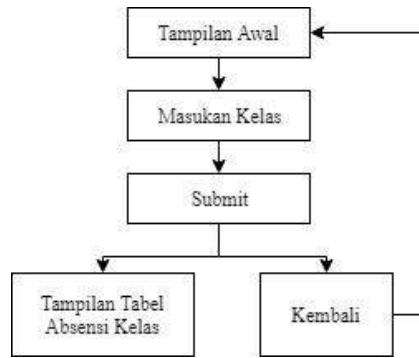 Tampilan Awal
Masukan Kelas
Submit
Tampilan Tabel
Absensi Kelas
Kembali